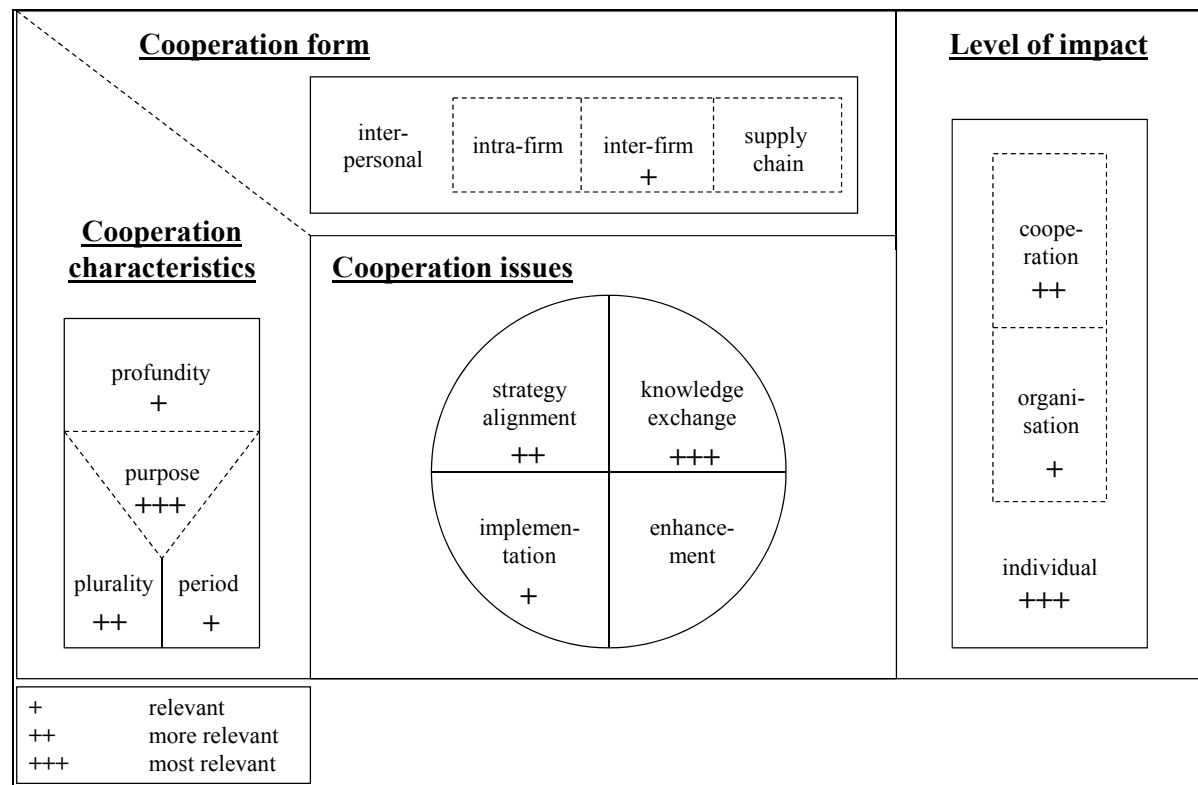 Cooperation form
inter-
personal
intra-firm
inter-firm
+
supply
chain
Level of impact
coope-
ration
++
organi-
sation
+
individual
+++
Cooperation
characteristics
profundity
+
purpose
+++
plurality
++
period
+
Cooperation issues
strategy
alignment
++
knowledge
exchange
+++
implemen-
tation
+
enhance-
ment
+ relevant
++ more relevant
+++ most relevant